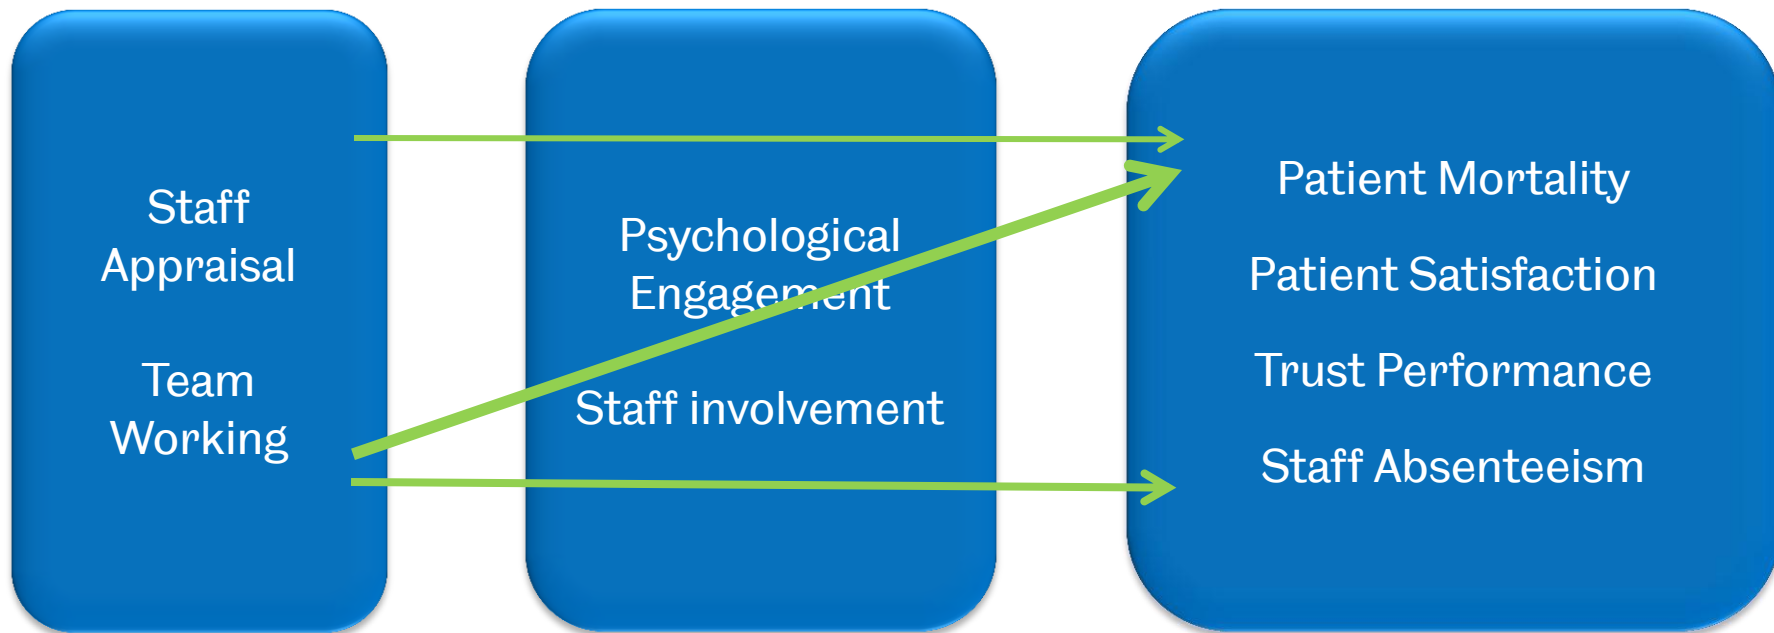 Staff
Appraisal
Team
Working
Psychological
Engagement
Staff involvement
Patient Mortality
Patient Satisfaction
Trust Performance
Staff Absenteeism